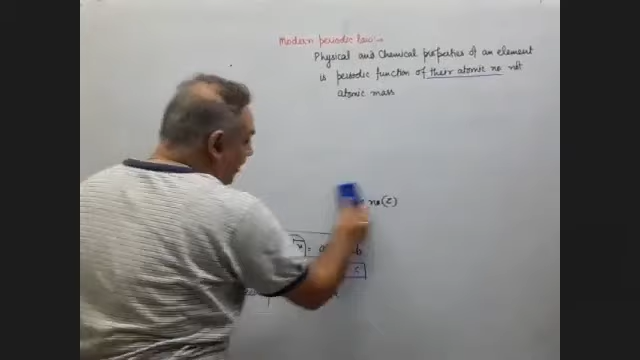 Modern periodic law:-
Physical and Chemical properties of an element
is periodic function of their atomic no not
atomic mass
no(Z)